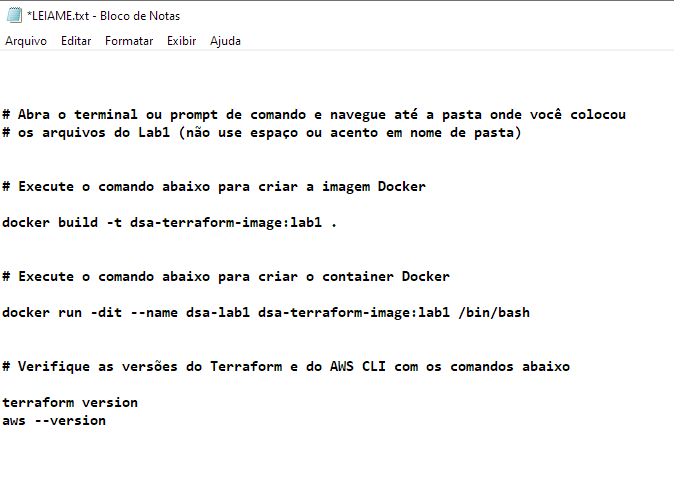 *LEIAME.txt - Bloco de Notas
Arquivo Editar Formatar Exibir Ajuda
# Abra o terminal ou prompt de comando e navegue até a pasta onde você colocou
# os arquivos do Lab1 (não use espaço ou acento em nome de pasta)
# Execute o comando abaixo para criar a imagem Docker
docker build -t dsa-terraform-image:lab1 .
# Execute o comando abaixo para criar o container Docker
docker run -dit --name dsa-lab1 dsa-terraform-image:lab1 /bin/bash
# Verifique as versões do Terraform e do AWS CLI com os comandos abaixo
terraform version
aws --version